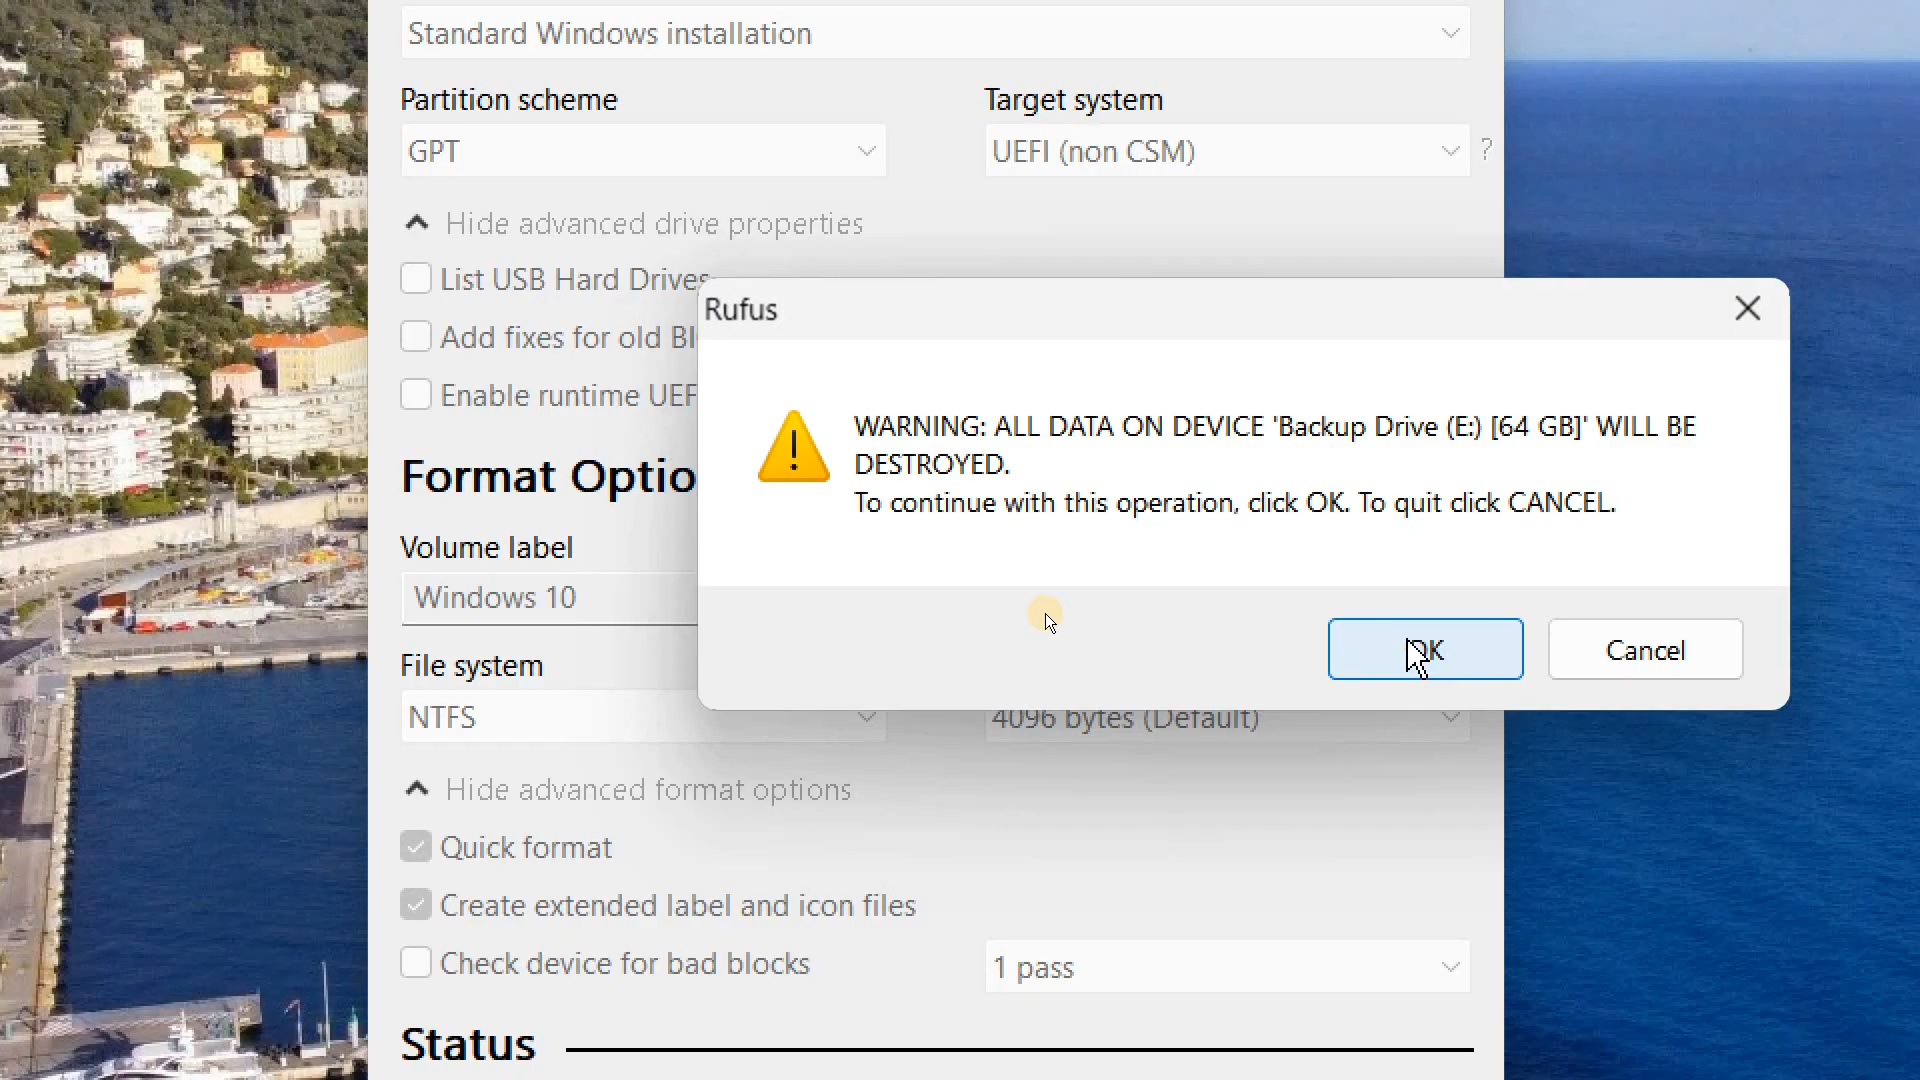 Standard Windows installation
Partition scheme
Target system
GPT
UEFI (non CSM)
?
Hide advanced drive properties
List USB Hard Drives
Add fixes for old
Enable runtime
Rufus
WARNING: ALL DATA ON DEVICE 'Backup Drive (E:) [64 GB]' WILL BE
DESTROYED.
To continue with this operation, click OK. To quit click CANCEL.
OK
Cancel
Format
Volume label
Windows 10
File system
NTFS
4096 bytes (Default)
Hide advanced format options
Quick format
Create extended label and icon files
Check device for bad blocks
1 pass
Status